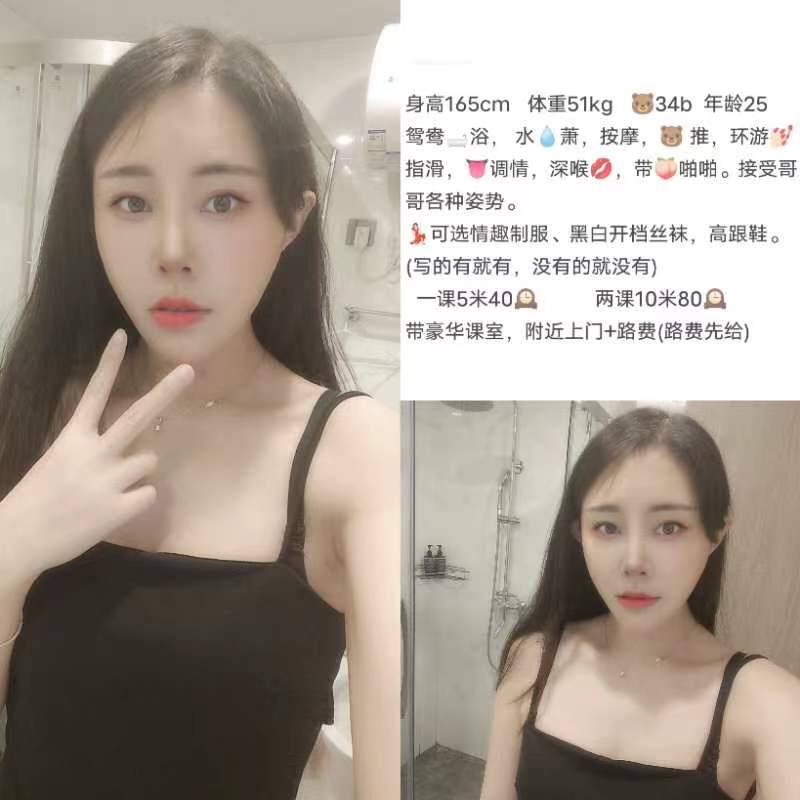 身高165cm 体重51kg 🐻34b 年龄25
鸳鸯🛁浴，水💧萧，按摩，🐻推，环游💅
指滑，👅调情，深喉💋，带🍑啪啪。接受哥
哥各种姿势。
💃可选情趣制服、黑白开档丝袜，高跟鞋。
(写的有就有，没有的就没有)
一课5米40🕰 两课10米80🕰
带豪华课室，附近上门+路费(路费先给)